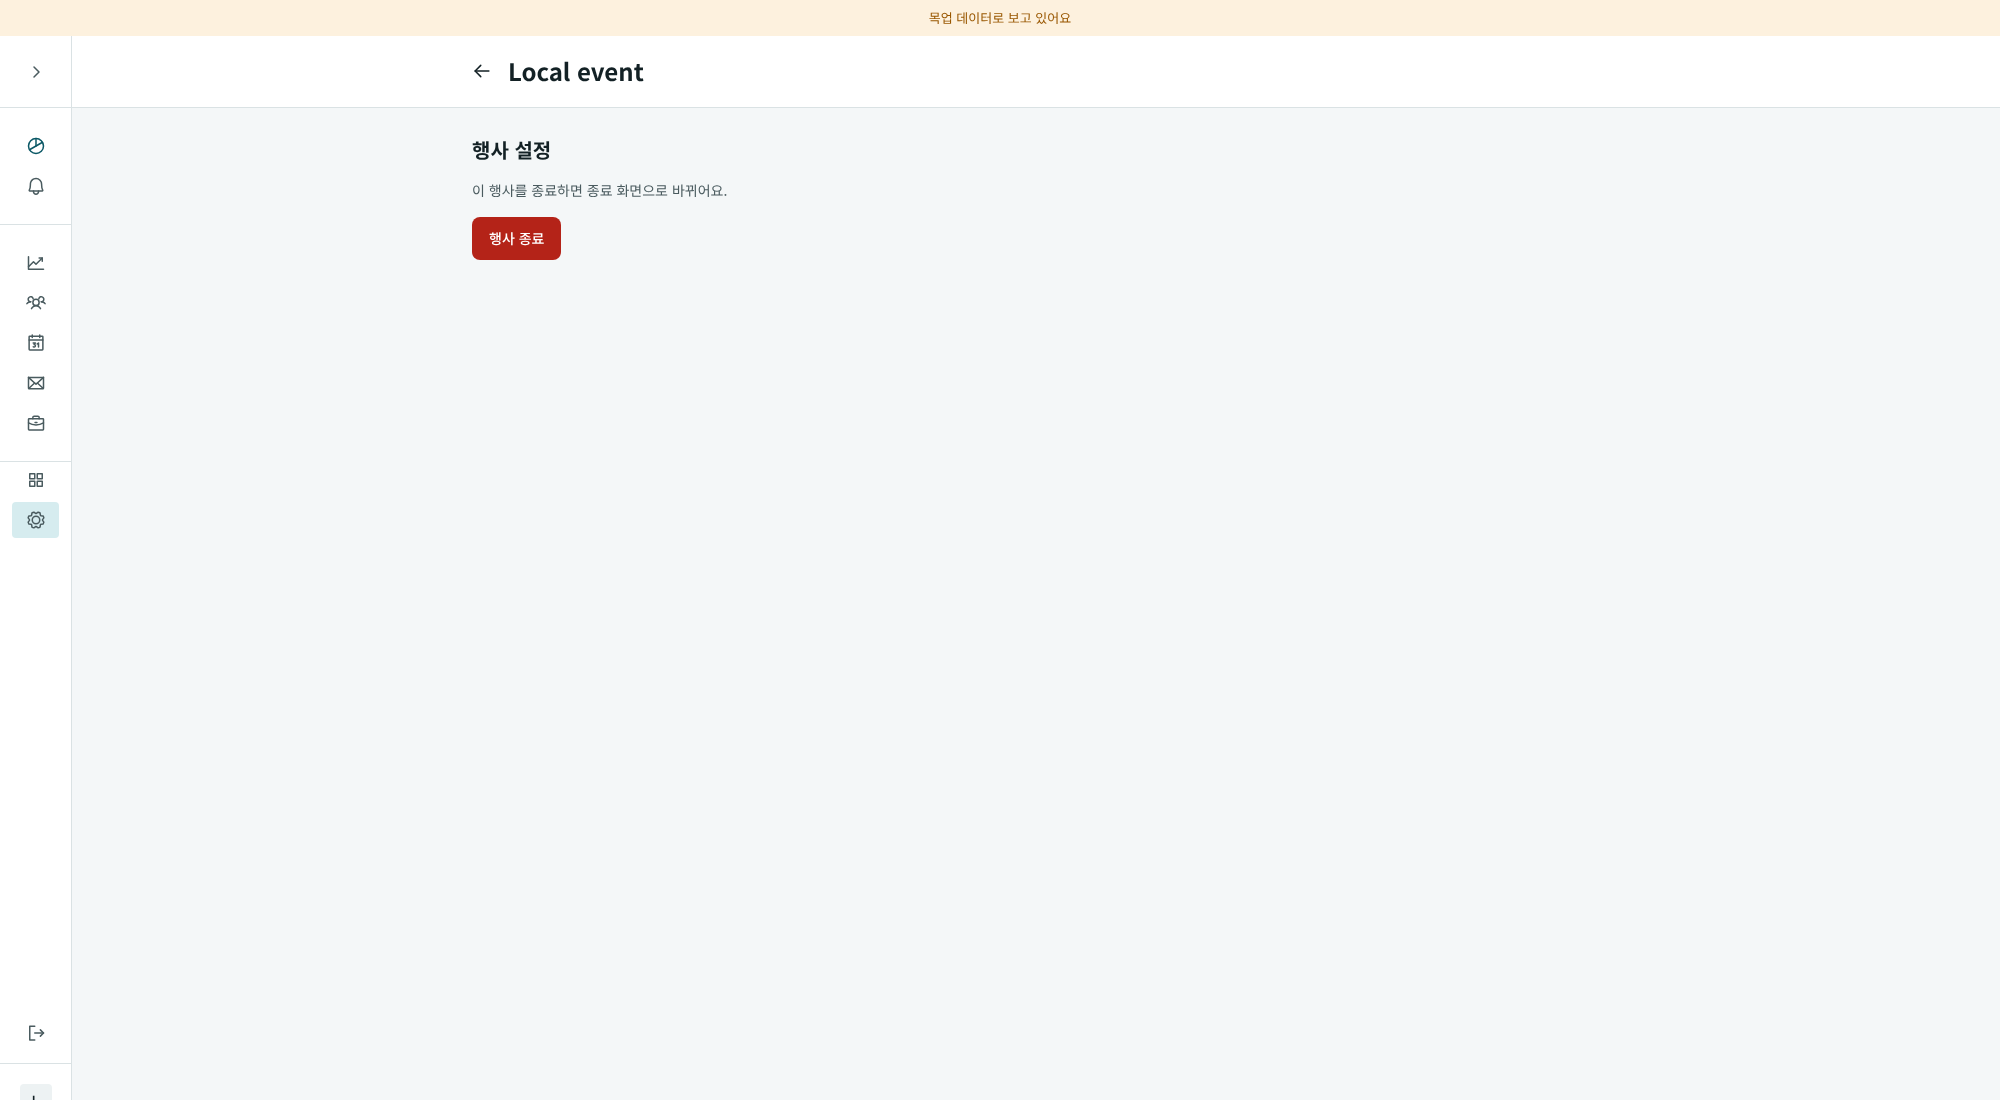 목업 데이터로 보고 있어요
Local event
행사 설정
이 행사를 종료하면 종료 화면으로 바뀌어요.
행사 종료
31